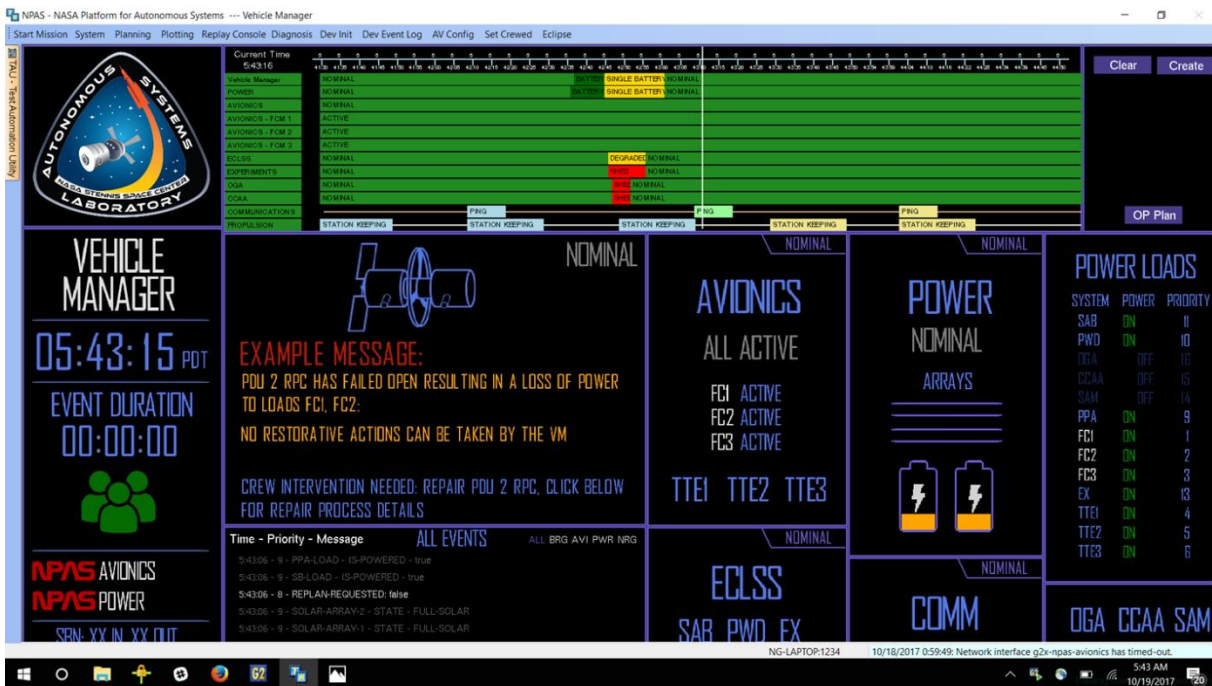 NPAS - NASA Platform for Autonomous Systems --- Vehicle Manager
Start Mission System Planning Plotting Replay Console Diagnosis Dev Init Dev Event Log AV Config Set Crewed Eclipse
TAU - Test Automation Utility
AUTONOMOUS SYSTEMS
NASA STENNIS SPACE CENTER
LABORATORY
Current Time
5:43:16
Vehicle Manager NOMINAL SINGLE BATTERY NOMINAL
POWER NOMINAL SINGLE BATTERY NOMINAL
AVIONICS NOMINAL
AVIONICS - FCM 1 ACTIVE
AVIONICS - FCM 2 ACTIVE
AVIONICS - FCM 3 ACTIVE
ECLSS NOMINAL DEGRADED NOMINAL
EXPERIMENTS NOMINAL SHED NOMINAL
OGA NOMINAL SHED NOMINAL
CCAA NOMINAL SHED NOMINAL
COMMUNICATIONS PING PING PING
PROPULSION STATION KEEPING STATION KEEPING STATION KEEPING STATION KEEPING STATION KEEPING
Clear Create
OP Plan
VEHICLE
MANAGER
05:43:15 PDT
EVENT DURATION
00:00:00
NPAS AVIONICS
NPAS POWER
SBN: XX IN XX OUT
NOMINAL
EXAMPLE MESSAGE:
PDU 2 RPC HAS FAILED OPEN RESULTING IN A LOSS OF POWER
TO LOADS FC1, FC2:
NO RESTORATIVE ACTIONS CAN BE TAKEN BY THE VM
CREW INTERVENTION NEEDED: REPAIR PDU 2 RPC, CLICK BELOW
FOR REPAIR PROCESS DETAILS
Time - Priority - Message ALL EVENTS ALL BRG AVI PWR NRG
5:43:06 - 9 - PPA-LOAD - IS-POWERED - true
5:43:06 - 9 - SB-LOAD - IS-POWERED - true
5:43:06 - 8 - REPLAN-REQUESTED: false
5:43:06 - 9 - SOLAR-ARRAY-2 - STATE - FULL-SOLAR
5:43:06 - 9 - SOLAR-ARRAY-1 - STATE - FULL-SOLAR
NOMINAL
AVIONICS
ALL ACTIVE
FC1 ACTIVE
FC2 ACTIVE
FC3 ACTIVE
TTE1 TTE2 TTE3
NOMINAL
ECLSS
SAB PWD EX
NOMINAL
POWER
NOMINAL
ARRAYS
NOMINAL
COMM
POWER LOADS
SYSTEM POWER PRIORITY
SAB ON 11
PWD ON 10
OGA OFF 16
CCAA OFF 15
SAM OFF 14
PPA ON 9
FC1 ON 1
FC2 ON 2
FC3 ON 3
EX ON 13
TTE1 ON 4
TTE2 ON 5
TTE3 ON 6
OGA CCAA SAM
NG-LAPTOP:1234 10/18/2017 0:59:49: Network interface g2x-npas-avionics has timed-out.
G2
5:43 AM
10/19/2017
20